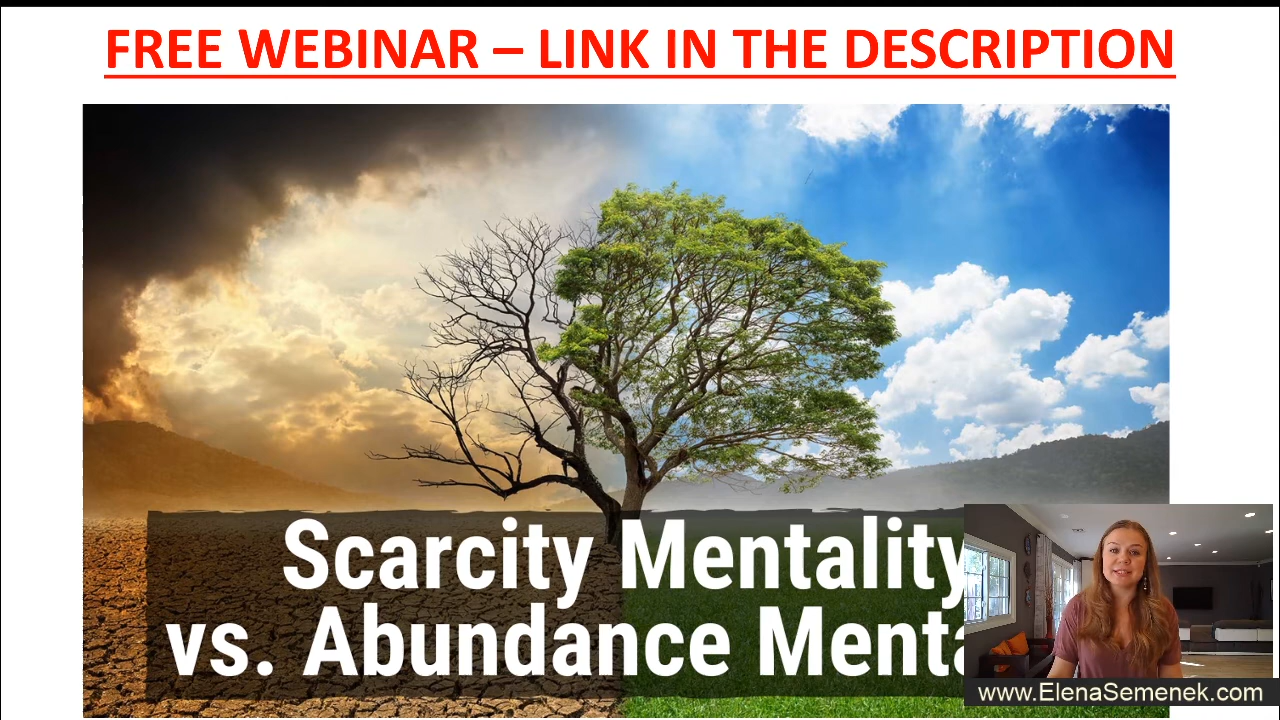 FREE WEBINAR – LINK IN THE DESCRIPTION
Scarcity Mentality
vs. Abundance Menta
www.ElenaSemenek.com